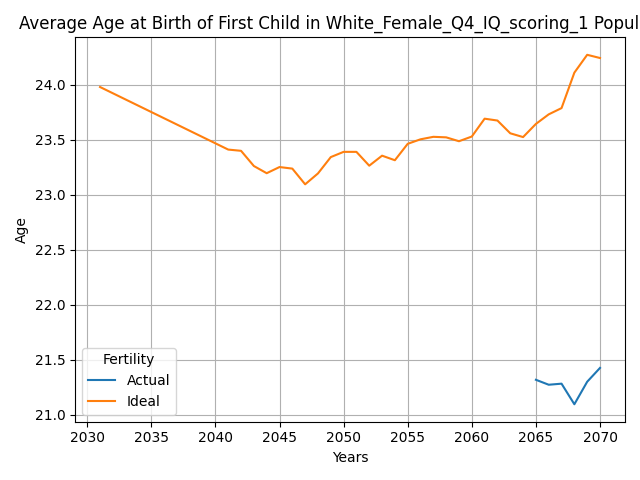 Average Age at Birth of First Child in White_Female_Q4_IQ_scoring_1 Popul
Age
24.0
23.5
23.0
22.5
22.0
21.5
21.0
Fertility
Actual
Ideal
2030 2035 2040 2045 2050 2055 2060 2065 2070
Years